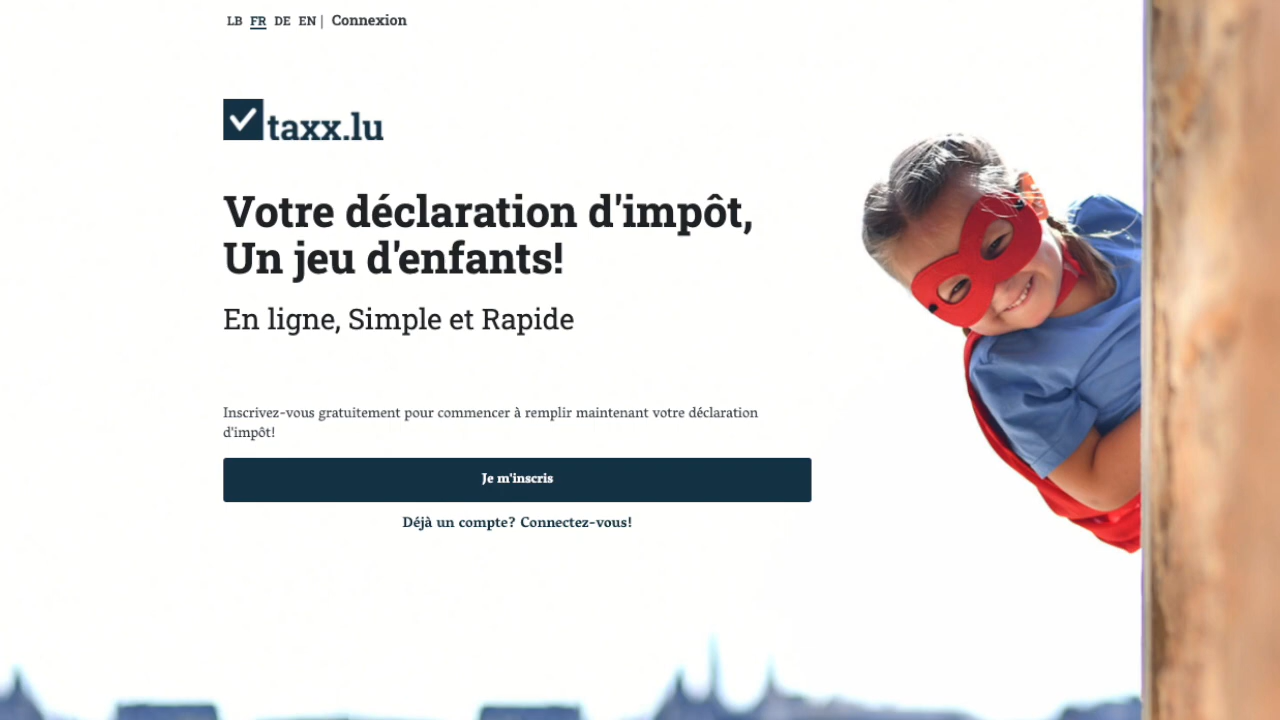 LB FR DE EN | Connexion
taxx.lu
Votre déclaration d'impôt,
Un jeu d'enfants!
En ligne, Simple et Rapide
Inscrivez-vous gratuitement pour commencer à remplir maintenant votre déclaration
d'impôt!
Je m'inscris
Déjà un compte? Connectez-vous!